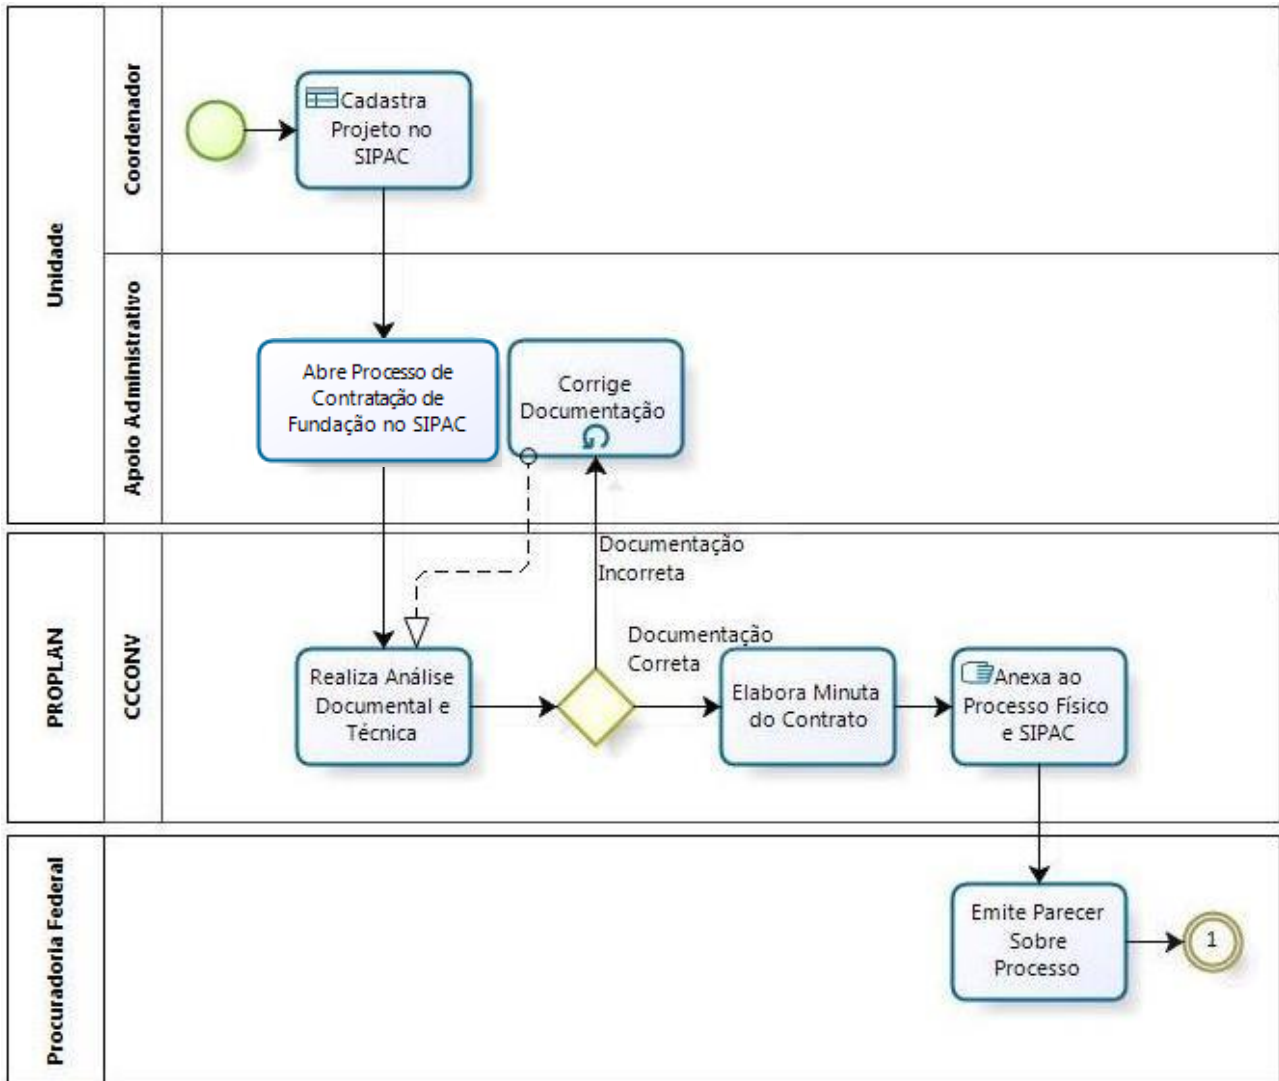 Unidade
Coordenador
Cadastra
Projeto no
SIPAC
Apoio Administrativo
Abre Processo de
Contratação de
Fundação no SIPAC
Corrige
Documentação
PROPLAN
CCCONV
Documentação
Incorreta
Documentação
Correta
Realiza Análise
Documental e
Técnica
Elabora Minuta
do Contrato
Anexa ao
Processo Físico
e SIPAC
Procuradoria Federal
Emite Parecer
Sobre
Processo
1